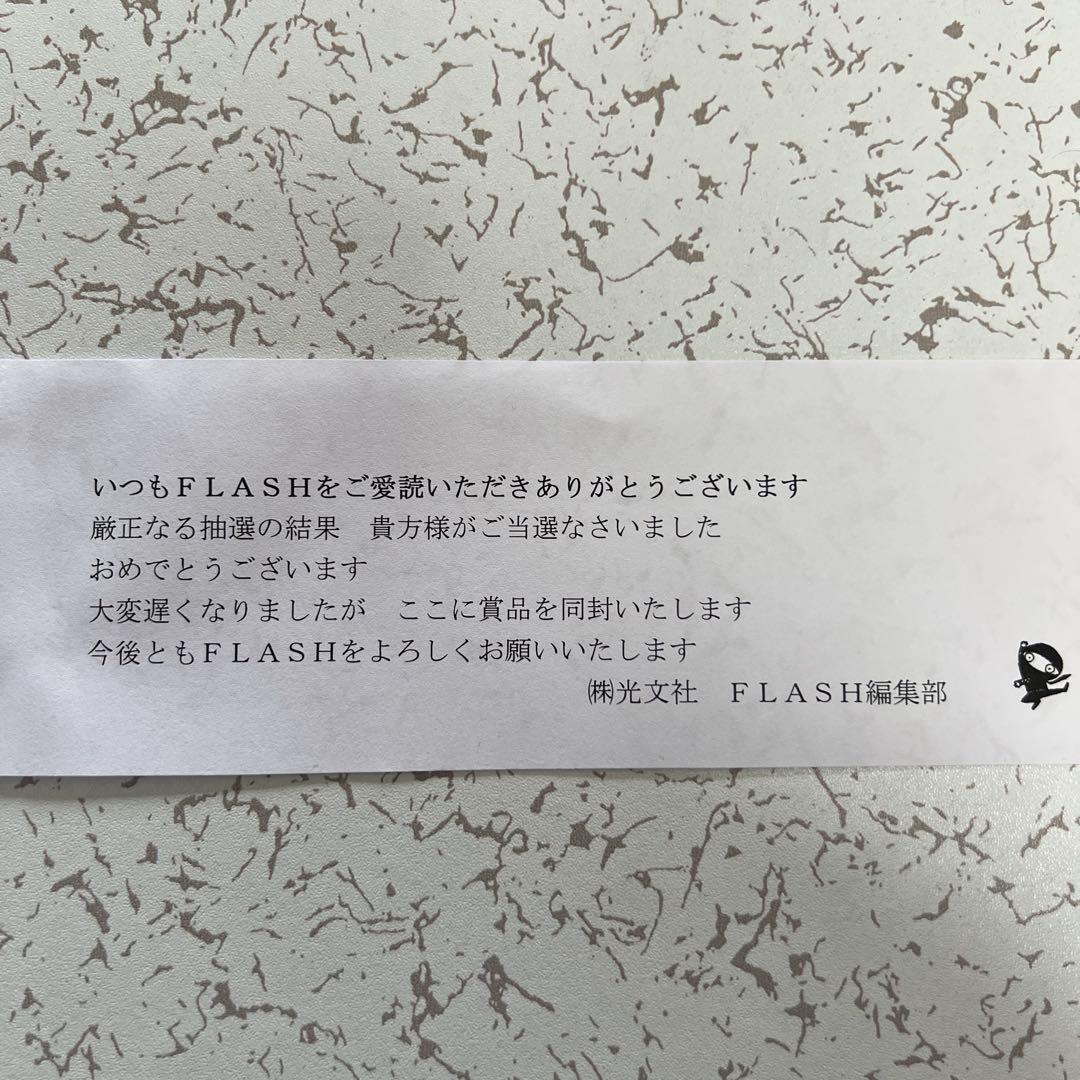 いつもＦＬＡＳＨをご愛読いただきありがとうございます
厳正なる抽選の結果　貴方様がご当選なさいました
おめでとうございます
大変遅くなりましたが　ここに賞品を同封いたします
今後ともＦＬＡＳＨをよろしくお願いいたします
㈱光文社　ＦＬＡＳＨ編集部